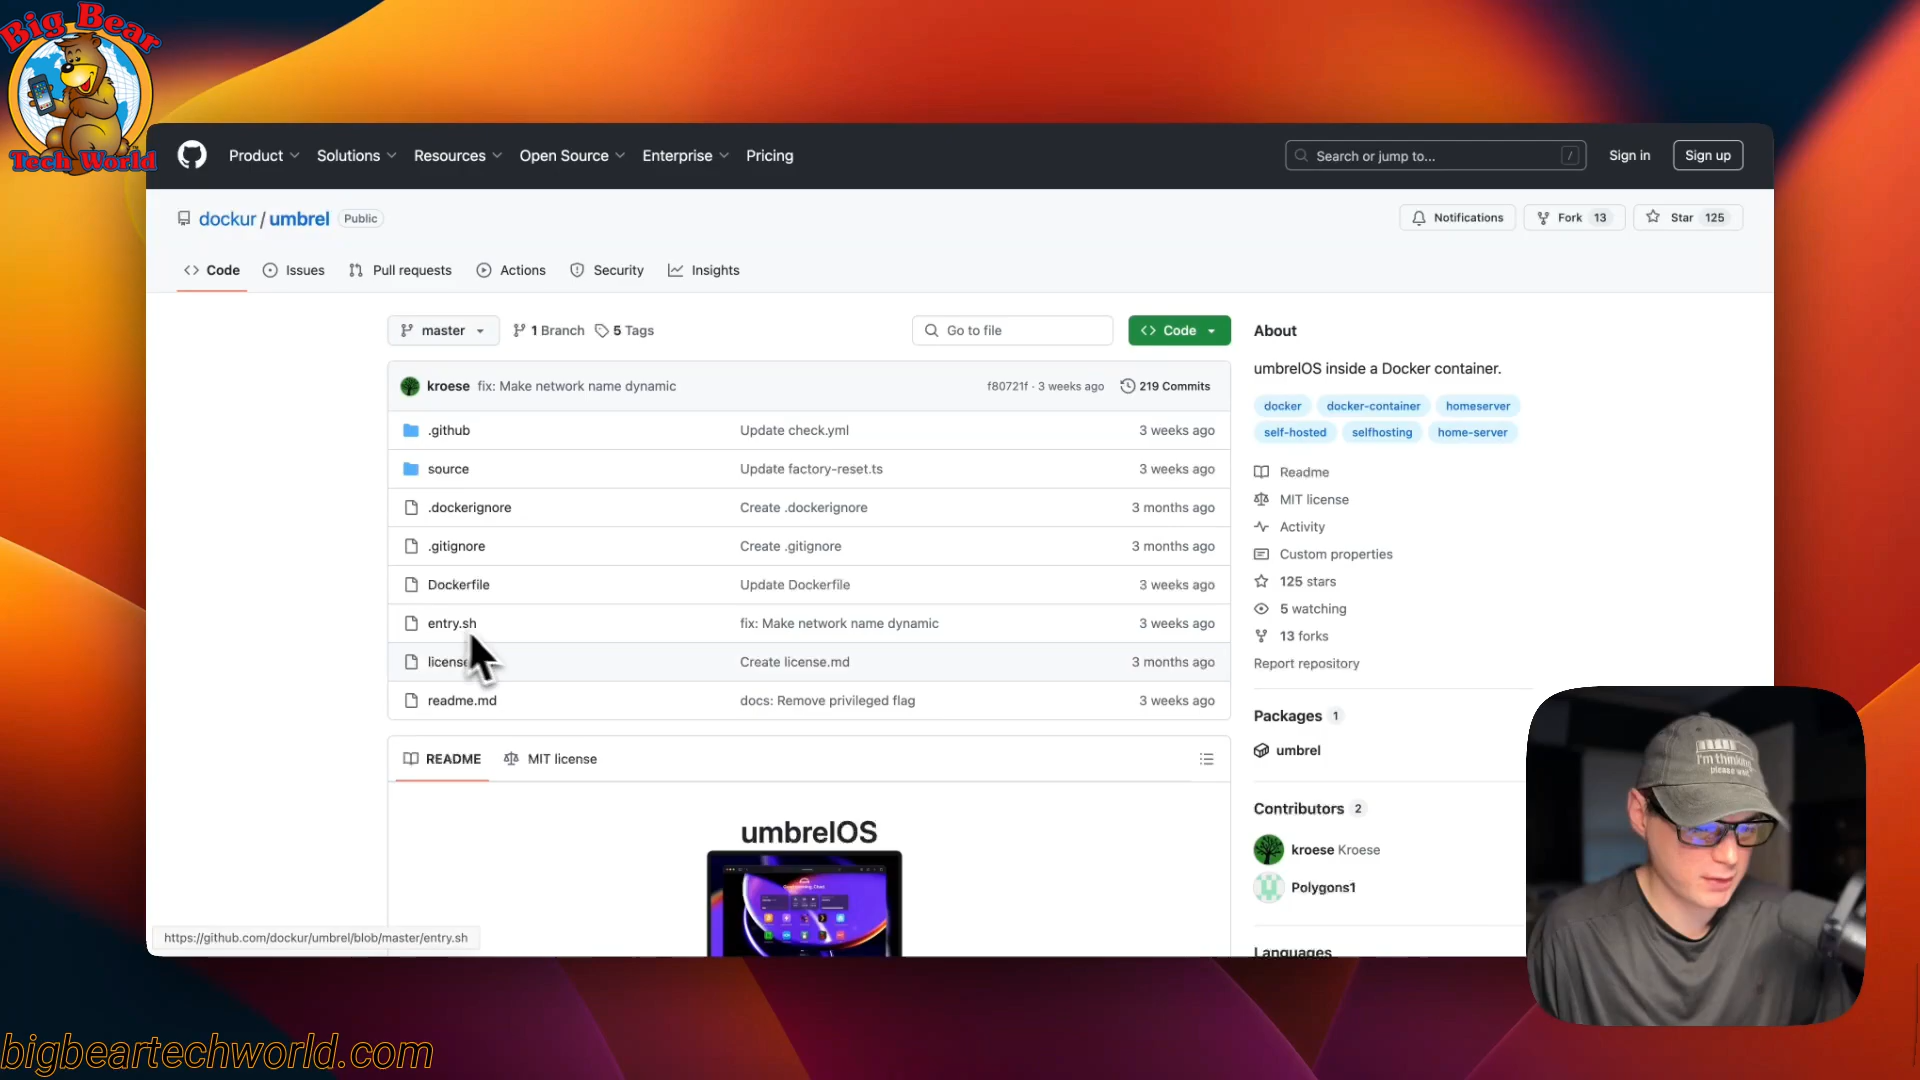 Big Bear
Tech World
Product Solutions Resources Open Source Enterprise Pricing
Search or jump to... / Sign in Sign up
dockur / umbrel Public
Notifications Fork 13 Star 125
Code Issues Pull requests Actions Security Insights
master 1 Branch 5 Tags Go to file Code
kroese fix: Make network name dynamic f80721f · 3 weeks ago 219 Commits
.github Update check.yml 3 weeks ago
source Update factory-reset.ts 3 weeks ago
.dockerignore Create .dockerignore 3 months ago
.gitignore Create .gitignore 3 months ago
Dockerfile Update Dockerfile 3 weeks ago
entry.sh fix: Make network name dynamic 3 weeks ago
license Create license.md 3 months ago
readme.md docs: Remove privileged flag 3 weeks ago
README MIT license
umbrelOS
About
umbrelOS inside a Docker container.
docker docker-container homeserver
self-hosted selfhosting home-server
Readme
MIT license
Activity
Custom properties
125 stars
5 watching
13 forks
Report repository
Packages 1
umbrel
Contributors 2
kroese Kroese
Polygons1
Languages
I'm thinking
please wait
https://github.com/dockur/umbrel/blob/master/entry.sh
bigbeartechworld.com